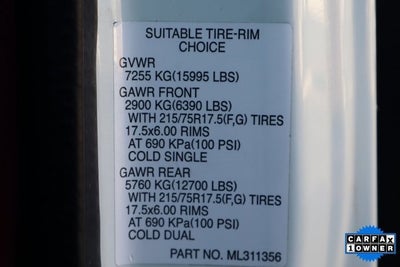 SUITABLE TIRE-RIM
CHOICE
GVWR
7255 KG(15995 LBS)
GAWR FRONT
2900 KG(6390 LBS)
WITH 215/75R17.5(F,G) TIRES
17.5x6.00 RIMS
AT 690 KPa(100 PSI)
COLD SINGLE
GAWR REAR
5760 KG(12700 LBS)
WITH 215/75R17.5(F,G) TIRES
17.5x6.00 RIMS
AT 690 KPa(100 PSI)
COLD DUAL
PART NO. ML311356
CARFAX
1 OWNER